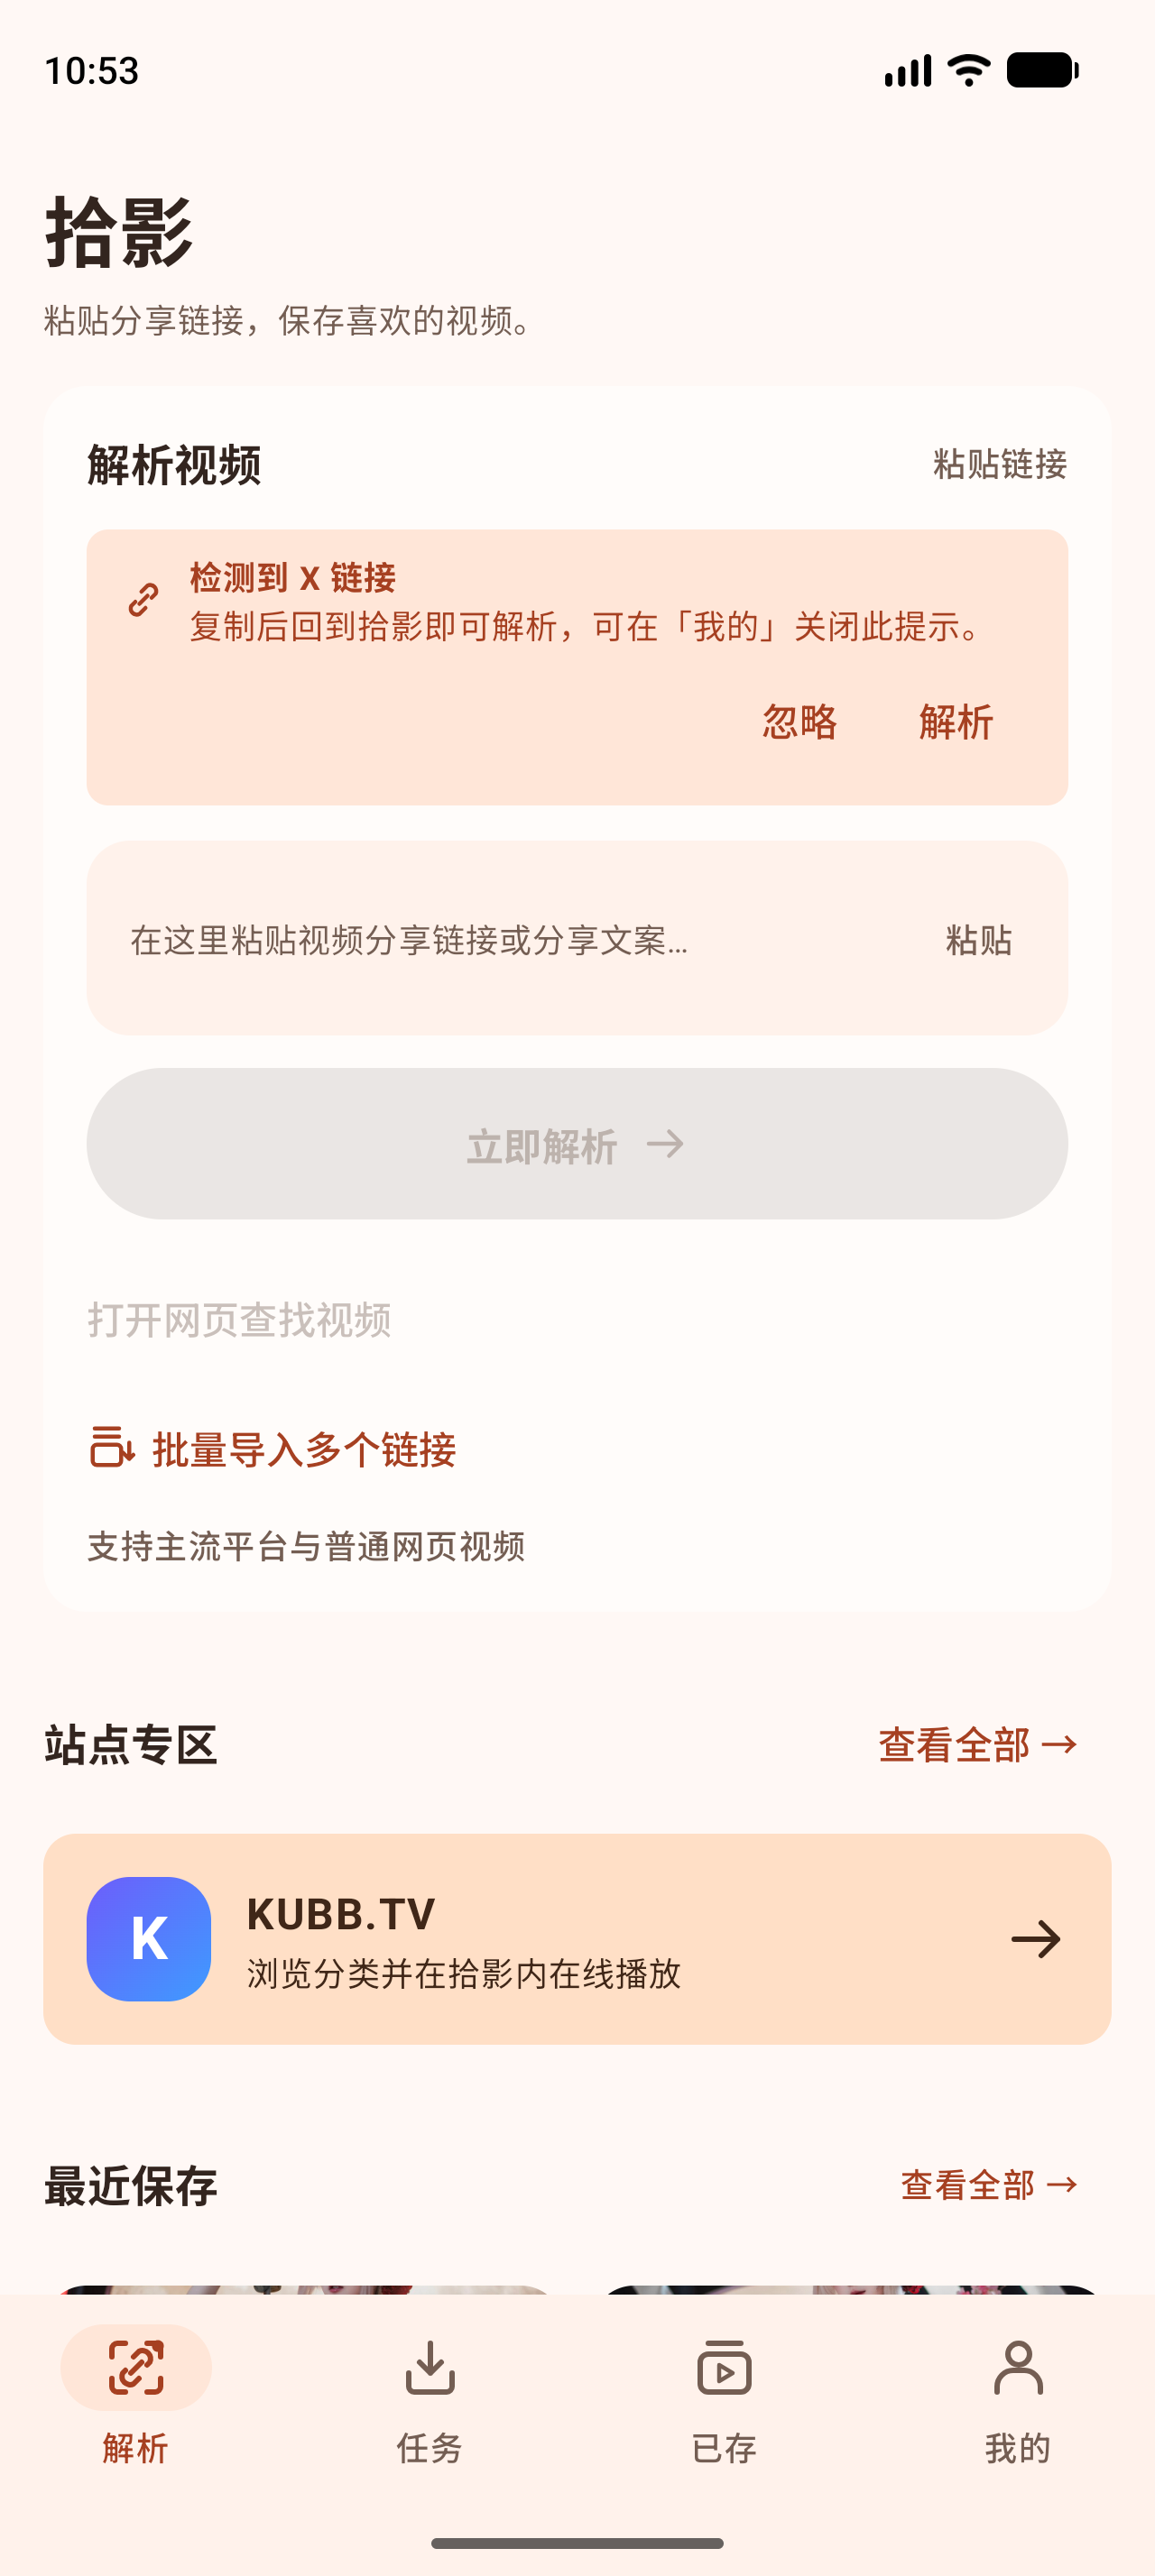 10:53
拾影
粘贴分享链接，保存喜欢的视频。
解析视频
粘贴链接
检测到 X 链接
复制后回到拾影即可解析，可在「我的」关闭此提示。
忽略
解析
在这里粘贴视频分享链接或分享文案...
粘贴
立即解析 →
打开网页查找视频
批量导入多个链接
支持主流平台与普通网页视频
站点专区
查看全部 →
K
KUBB.TV
浏览分类并在拾影内在线播放
最近保存
查看全部 →
解析
任务
已存
我的